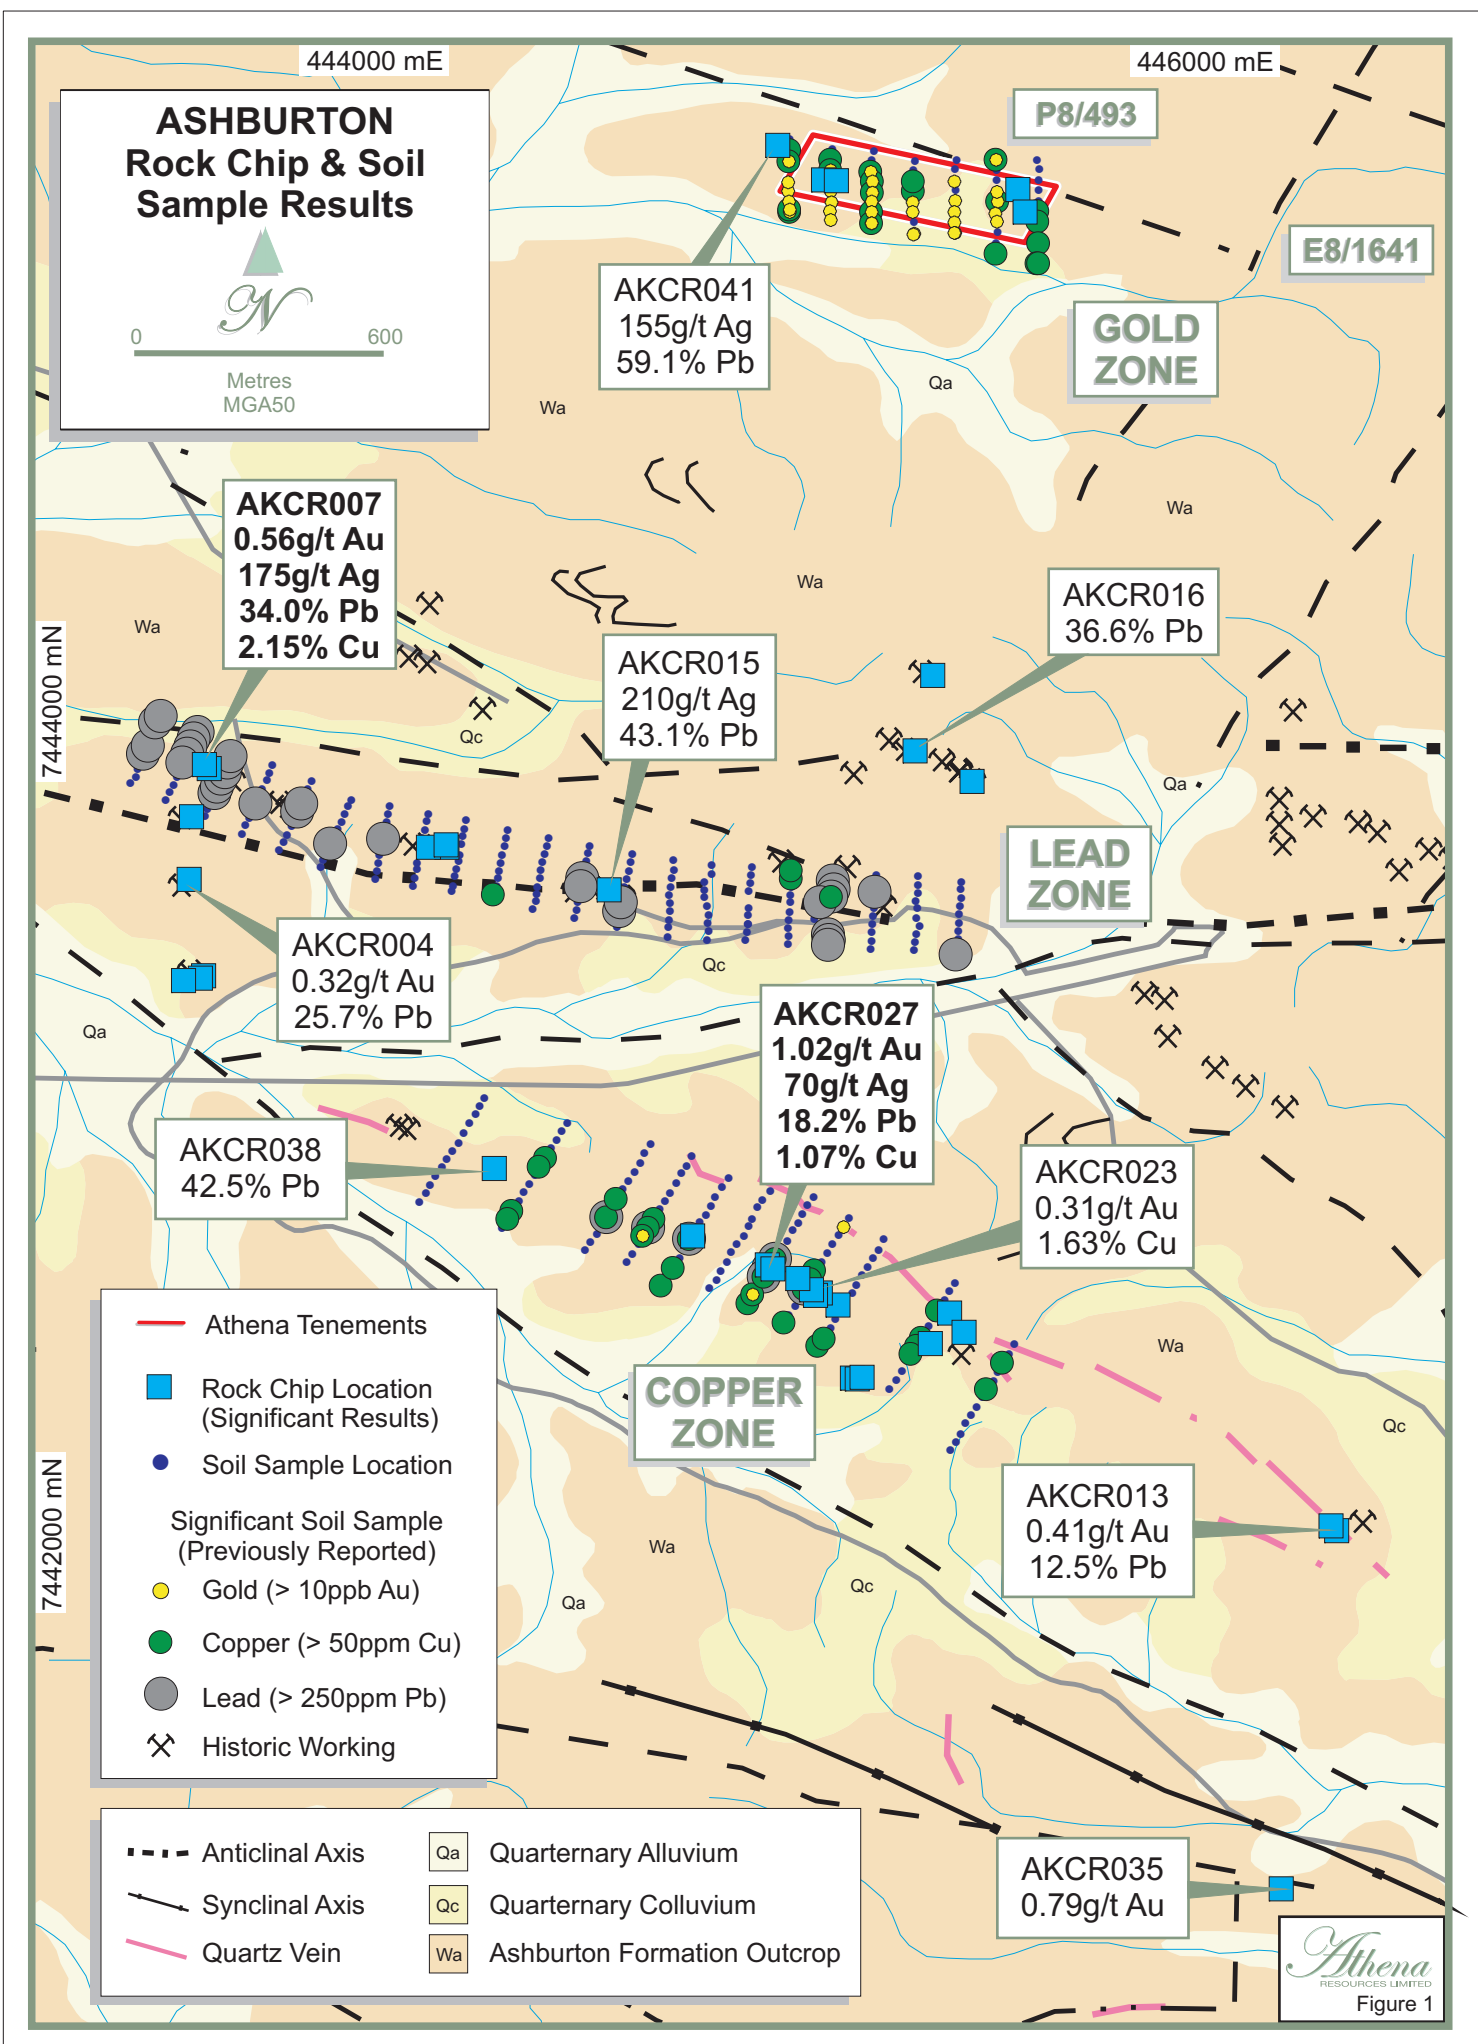 444000 mE
446000 mE
ASHBURTON
Rock Chip & Soil
Sample Results
N
0
600
Metres
MGA50
P8/493
E8/1641
AKCR041
155g/t Ag
59.1% Pb
GOLD
ZONE
Qa
Wa
Wa
AKCR007
0.56g/t Au
175g/t Ag
34.0% Pb
2.15% Cu
Wa
Wa
AKCR016
36.6% Pb
AKCR015
210g/t Ag
43.1% Pb
7444000 mN
Qc
Qa
LEAD
ZONE
AKCR004
0.32g/t Au
25.7% Pb
Qc
Qa
AKCR027
1.02g/t Au
70g/t Ag
18.2% Pb
1.07% Cu
AKCR038
42.5% Pb
AKCR023
0.31g/t Au
1.63% Cu
Wa
COPPER
ZONE
Qc
AKCR013
0.41g/t Au
12.5% Pb
7442000 mN
Wa
Qc
Qa
Athena Tenements
Rock Chip Location
(Significant Results)
Soil Sample Location
Significant Soil Sample
(Previously Reported)
Gold (> 10ppb Au)
Copper (> 50ppm Cu)
Lead (> 250ppm Pb)
Historic Working
Anticlinal Axis
Synclinal Axis
Quartz Vein
Qa
Quarternary Alluvium
Qc
Quarternary Colluvium
Wa
Ashburton Formation Outcrop
AKCR035
0.79g/t Au
Athena
RESOURCES LIMITED
Figure 1